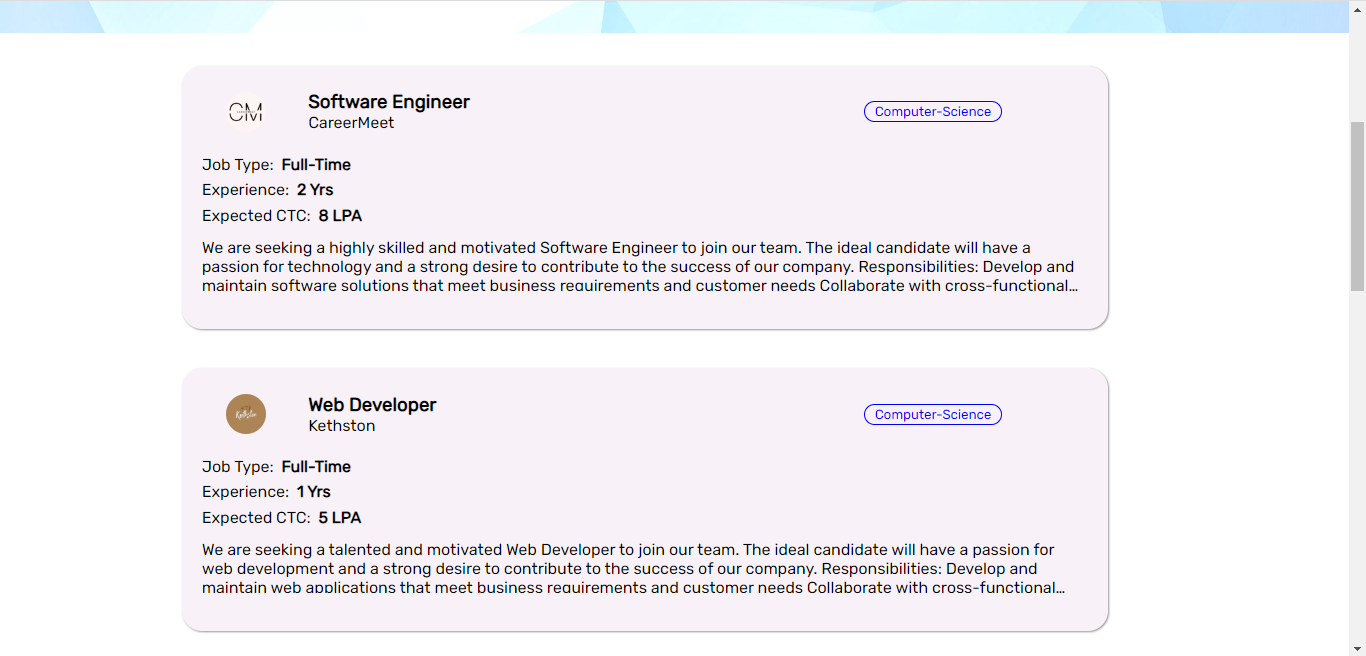 CM
Software Engineer
CareerMeet
Computer-Science
Job Type: Full-Time
Experience: 2 Yrs
Expected CTC: 8 LPA
We are seeking a highly skilled and motivated Software Engineer to join our team. The ideal candidate will have a
passion for technology and a strong desire to contribute to the success of our company. Responsibilities: Develop and
maintain software solutions that meet business requirements and customer needs Collaborate with cross-functional...
Web Developer
Kethston
Computer-Science
Job Type: Full-Time
Experience: 1 Yrs
Expected CTC: 5 LPA
We are seeking a talented and motivated Web Developer to join our team. The ideal candidate will have a passion for
web development and a strong desire to contribute to the success of our company. Responsibilities: Develop and
maintain web applications that meet business requirements and customer needs Collaborate with cross-functional...